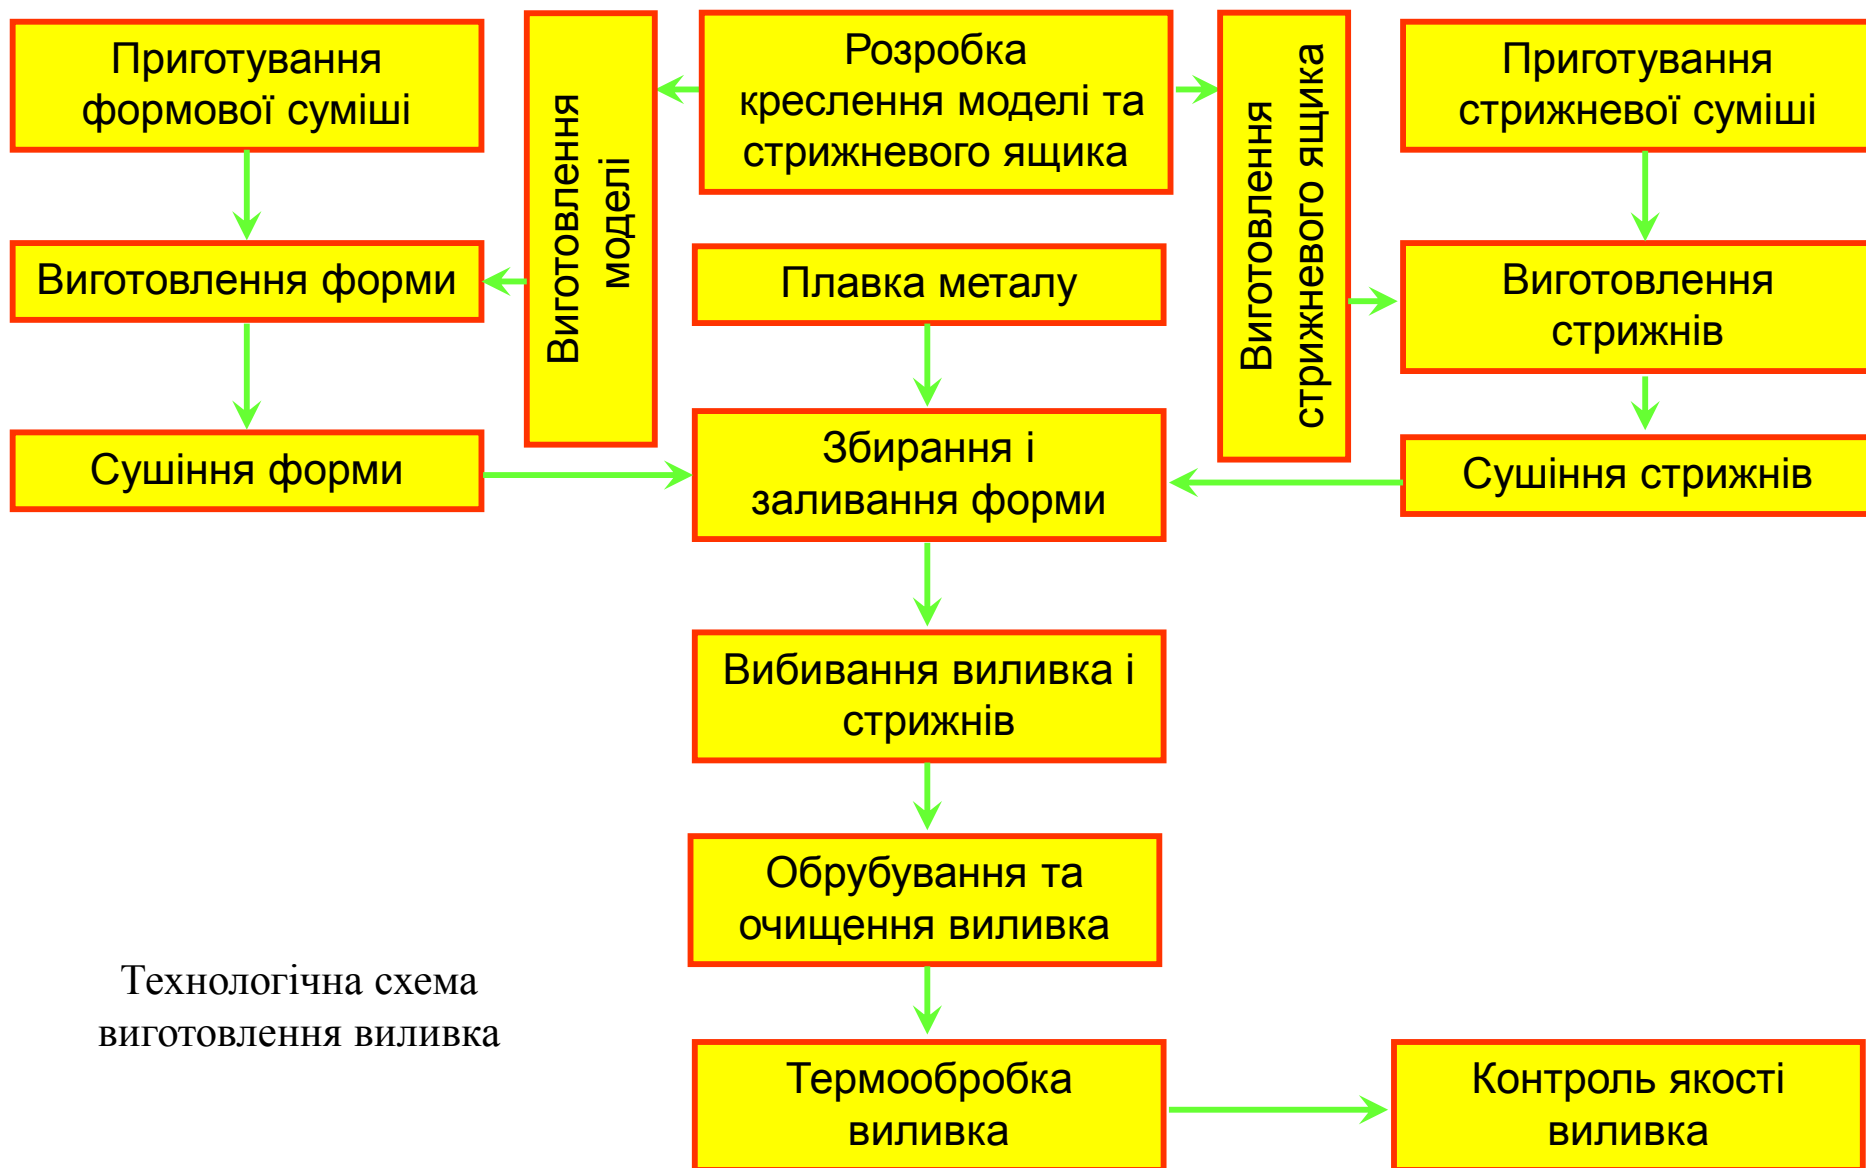 Приготування
формової суміші
Виготовлення
моделі
Розробка
креслення моделі та
стрижневого ящика
Виготовлення
стрижневого ящика
Приготування
стрижневої суміші
Виготовлення форми
Плавка металу
Виготовлення
стрижнів
Сушіння форми
Збирання і
заливання форми
Сушіння стрижнів
Вибивання виливка і
стрижнів
Обрубування та
очищення виливка
Технологічна схема
виготовлення виливка
Термообробка
виливка
Контроль якості
виливка